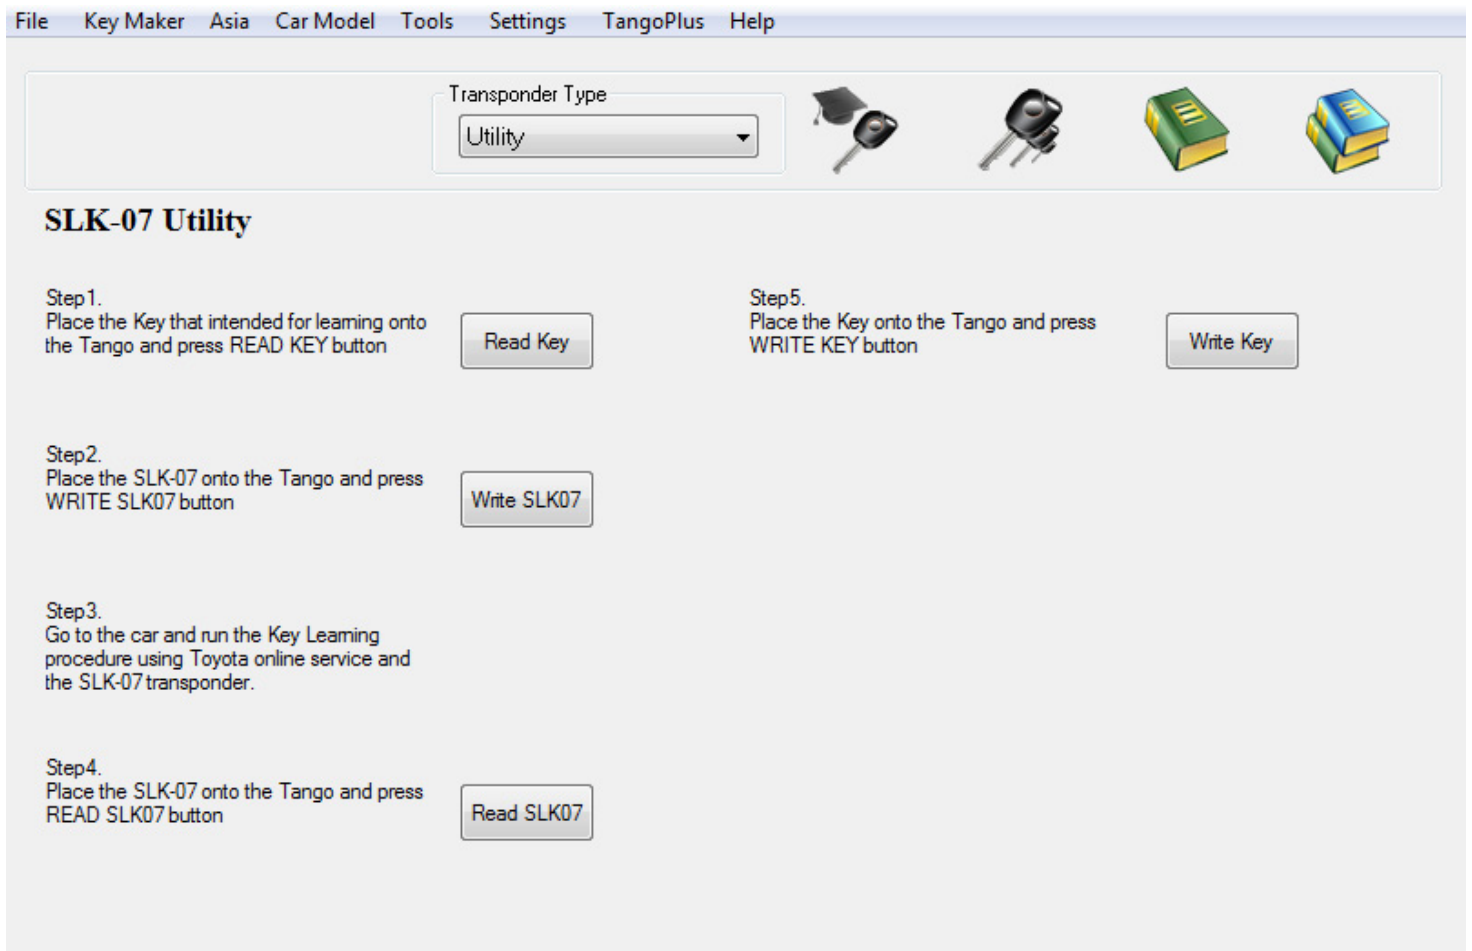 File Key Maker Asia Car Model Tools Settings TangoPlus Help
Transponder Type
Utility
SLK-07 Utility
Step1.
Place the Key that intended for learning onto
the Tango and press READ KEY button
Read Key
Step2.
Place the SLK-07 onto the Tango and press
WRITE SLK07 button
Write SLK07
Step3.
Go to the car and run the Key Learning
procedure using Toyota online service and
the SLK-07 transponder.
Step4.
Place the SLK-07 onto the Tango and press
READ SLK07 button
Read SLK07
Step5.
Place the Key onto the Tango and press
WRITE KEY button
Write Key